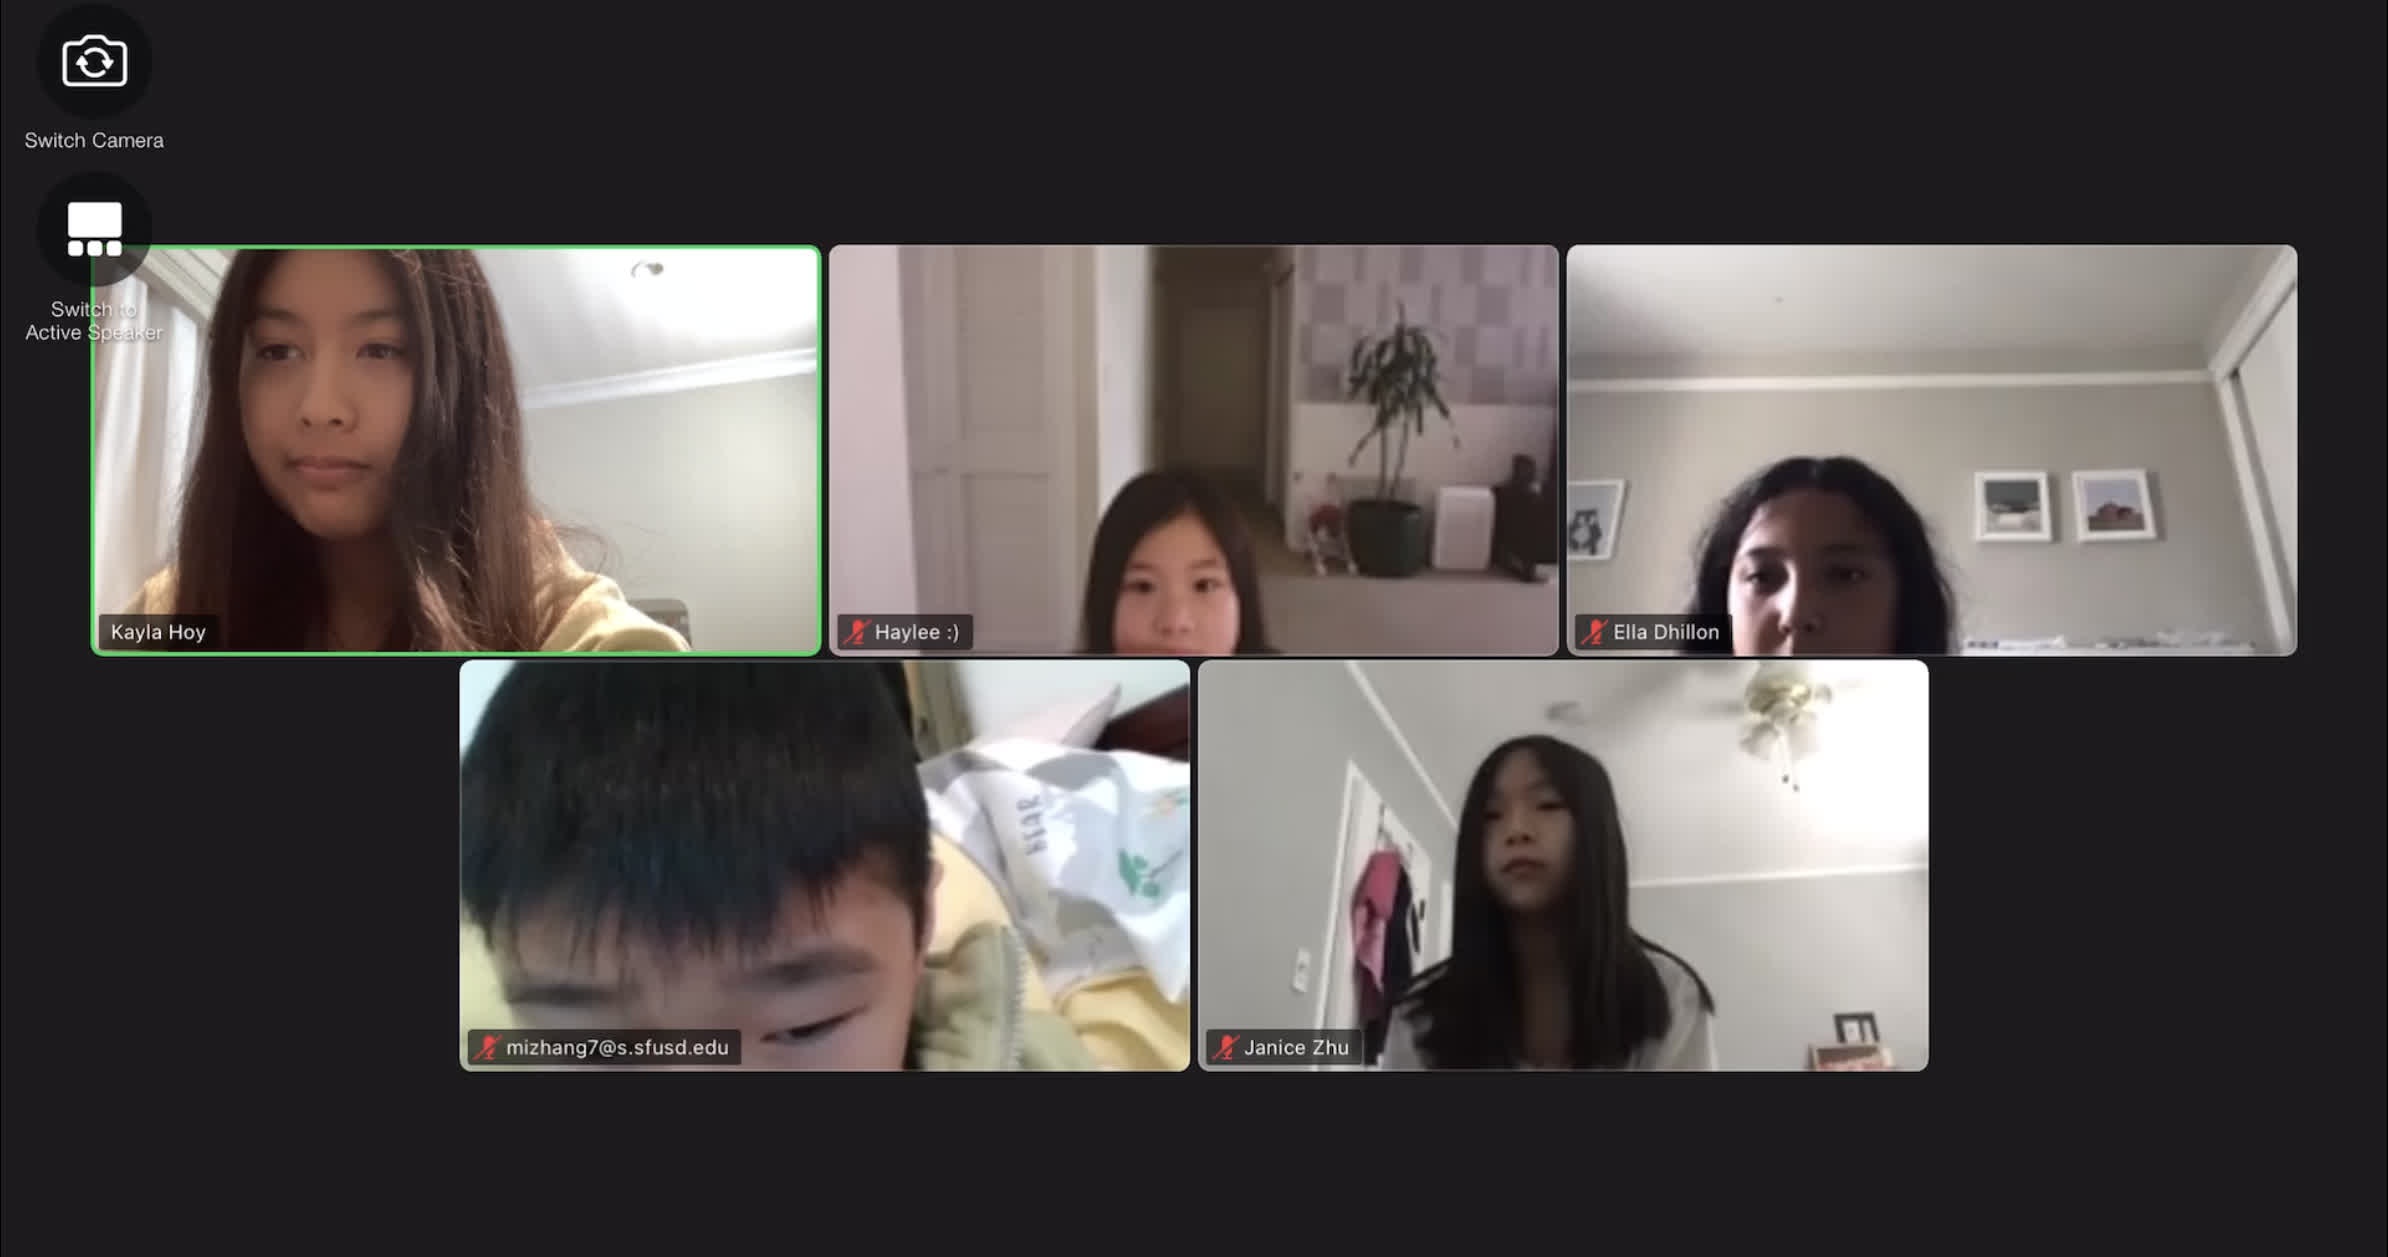 Switch Camera
Switch to
Active Speaker
Kayla Hoy
Haylee :)
Ella Dhillon
mizhang7@s.sfusd.edu
Janice Zhu